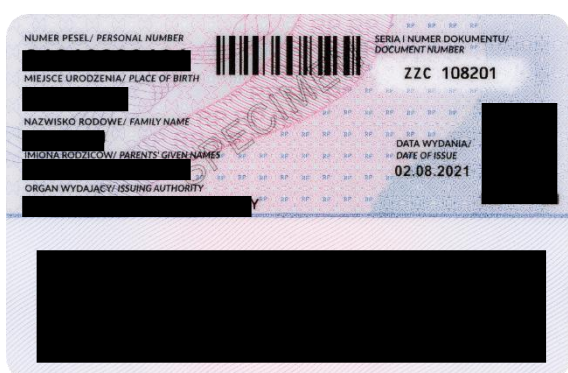 NUMER PESEL/ PERSONAL NUMBER
SERIA I NUMER DOKUMENTU/
DOCUMENT NUMBER
ZZC 108201
MIEJSCE URODZENIA/ PLACE OF BIRTH
SPECIMEN
NAZWISKO RODOWE/ FAMILY NAME
IMIONA RODZICÓW/ PARENTS' GIVEN NAMES
DATA WYDANIA/
DATE OF ISSUE
02.08.2021
ORGAN WYDAJĄCY/ ISSUING AUTHORITY
Y